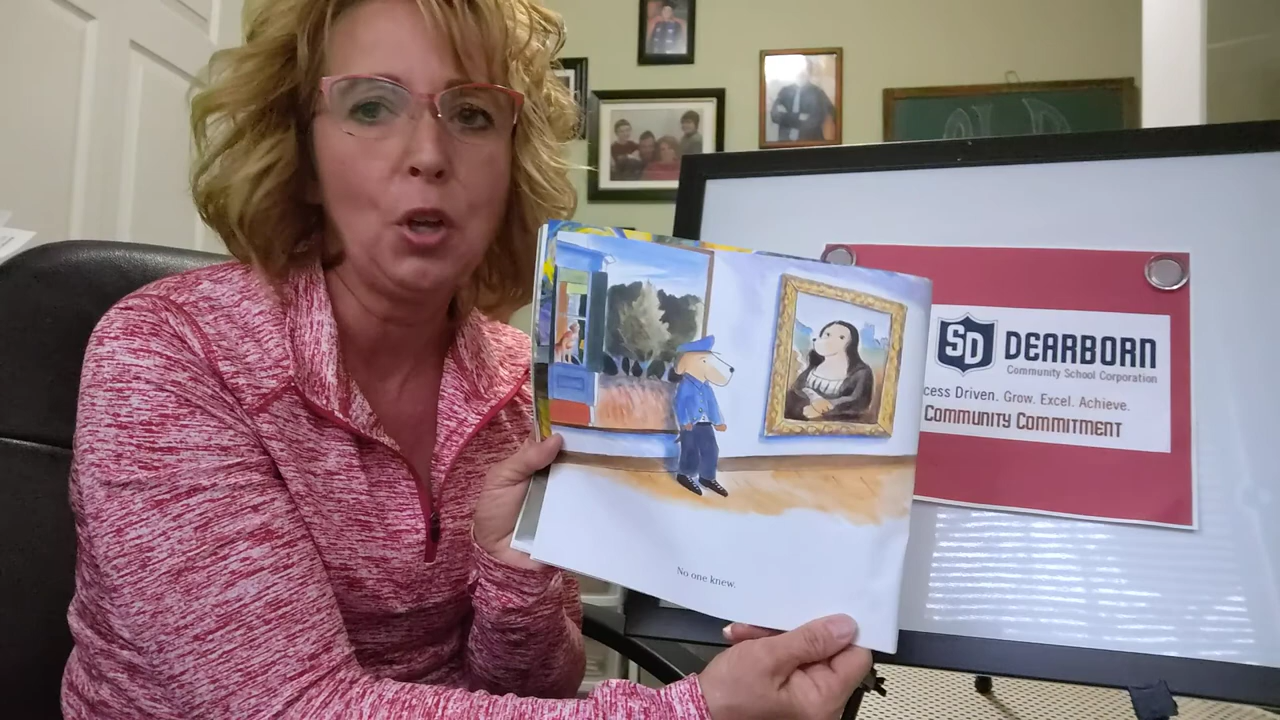 No one knew.
SD DEARBORN
Community School Corporation
cess Driven. Grow. Excel. Achieve.
Community Commitment